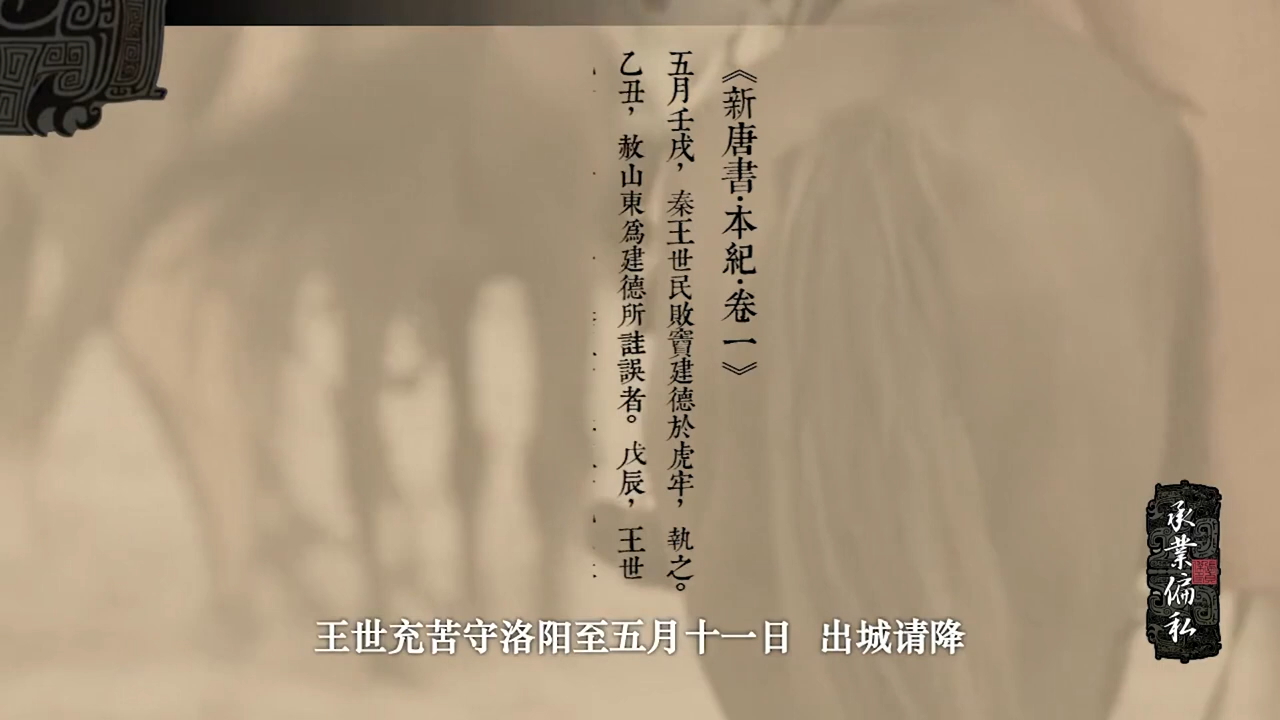 《新唐書·本紀·卷一》
五月壬戌，秦王世民敗竇建德於虎牢，執之。
乙丑，赦山東爲建德所詿誤者。戊辰，王世
王世充苦守洛阳至五月十一日 出城请降
承業偏私